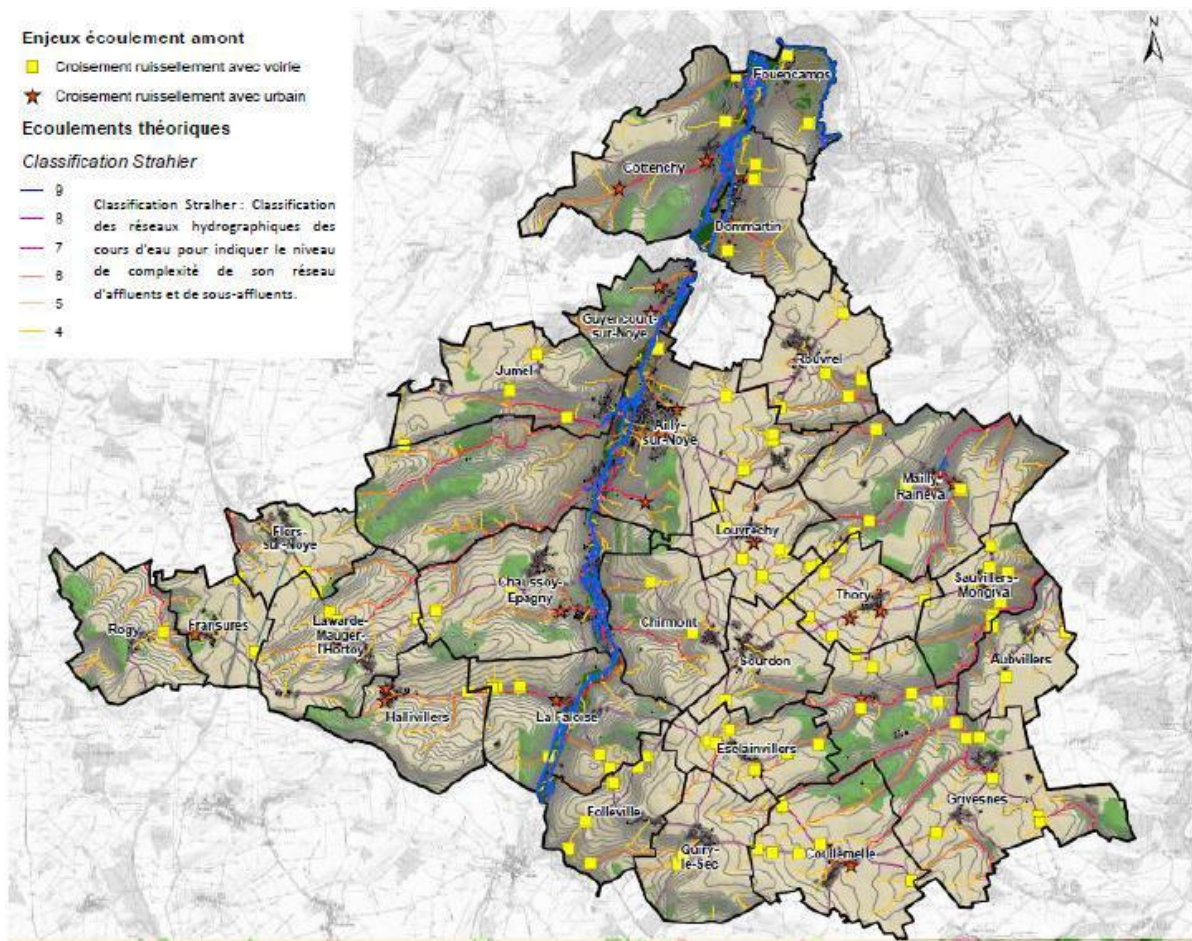 Enjeux écoulement amont
Croisement ruissellement avec voirie
Croisement ruissellement avec urbain
Ecoulements théoriques
Classification Strahler
9
8
7
6
5
4
Classification Stralher : Classification
des réseaux hydrographiques des
cours d'eau pour indiquer le niveau
de complexité de son réseau
d'affluents et de sous-affluents.
N
Fouencamps
Cottenchy
Dommartin
Guyencourt-
sur-Noye
Rouvrel
Jumel
Ailly-
sur-Noye
Mailly-
Raineval
Louvrechy
Flers-
sur-Noye
Chaussoy-
Epagny
Thory
Sauvillers-
Mongival
Rogy
Fransures
Lawarde-
Mauger-
l'Hortoy
Chirmont
Sourdon
Aubvillers
Hallivillers
La Faloise
Esclainvillers
Folleville
Grivesnes
Quiry-
le-Sec
Coullemelle